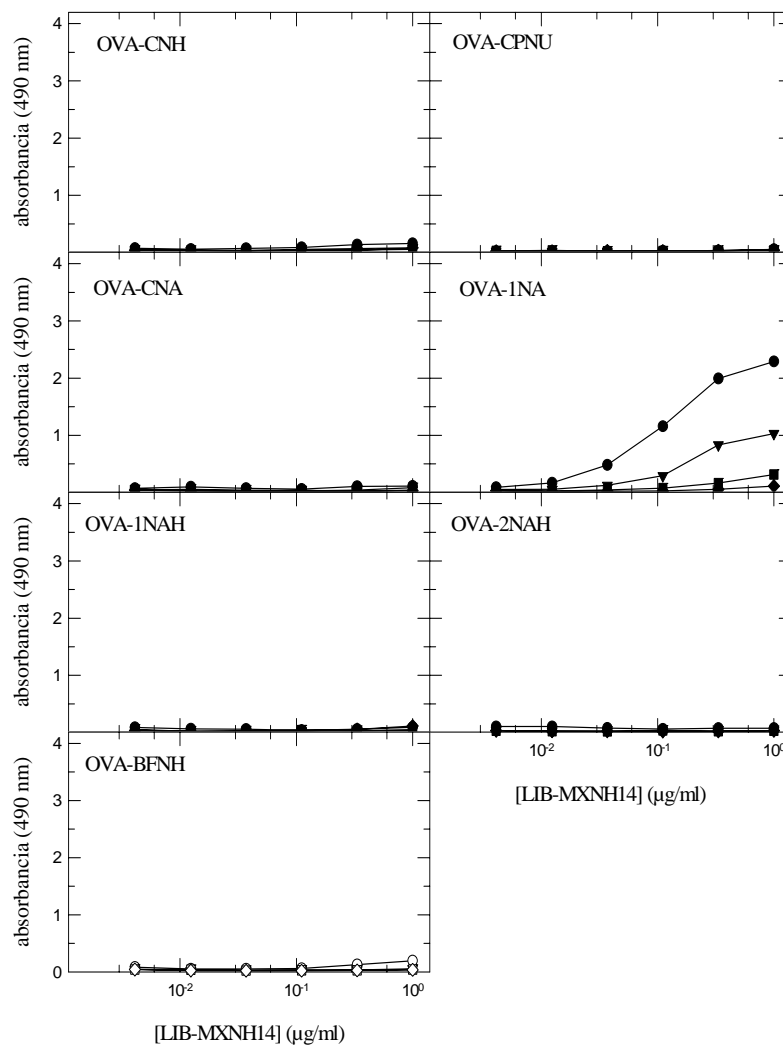 OVA-CNH
OVA-CPNU
absorbancia (490 nm)
4
3
2
1
OVA-CNA
OVA-1NA
absorbancia (490 nm)
4
3
2
1
OVA-1NAH
OVA-2NAH
absorbancia (490 nm)
4
3
2
1
10⁻² 10⁻¹ 10⁰
[LIB-MXNH14] (µg/ml)
OVA-BFNH
absorbancia (490 nm)
4
3
2
1
0
10⁻² 10⁻¹ 10⁰
[LIB-MXNH14] (µg/ml)